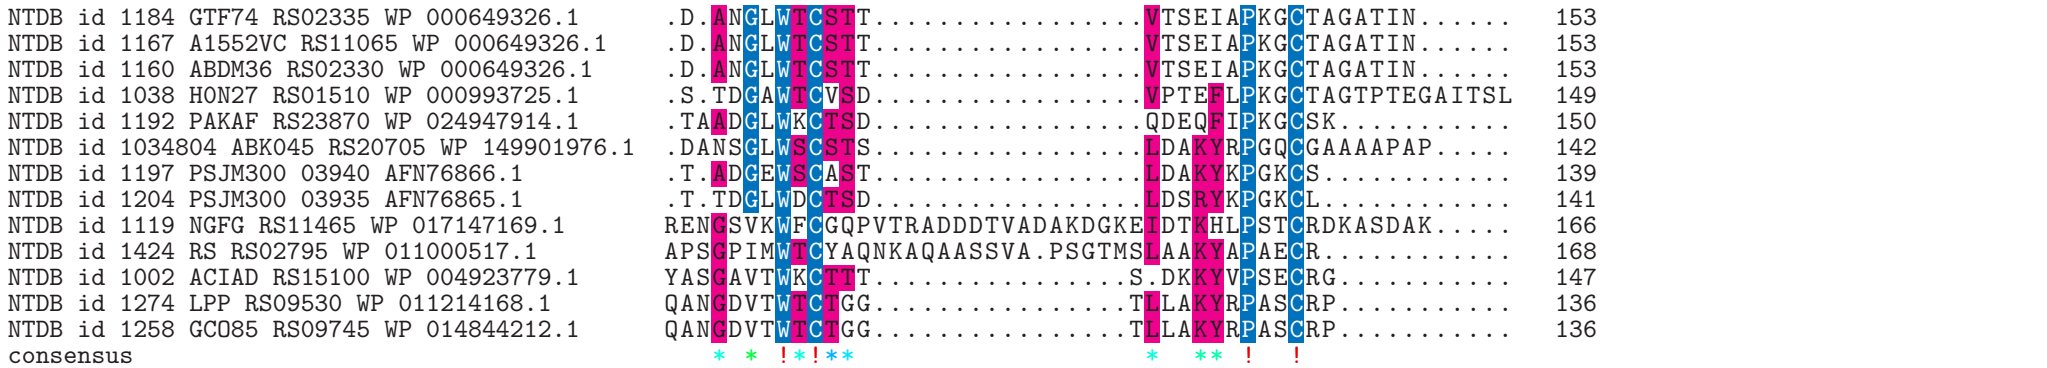 NTDB id 1184 GTF74 RS02335 WP 000649326.1 .D.ANGLWTCSTT.................VTSEIAPKGCTAGATIN...... 153
NTDB id 1167 A1552VC RS11065 WP 000649326.1 .D.ANGLWTCSTT.................VTSEIAPKGCTAGATIN...... 153
NTDB id 1160 ABDM36 RS02330 WP 000649326.1 .D.ANGLWTCSTT.................VTSEIAPKGCTAGATIN...... 153
NTDB id 1038 HON27 RS01510 WP 000993725.1 .S.TDGAWTCVSD.................VPTEFLPKGCTAGTPTEGAITSL 149
NTDB id 1192 PAKAF RS23870 WP 024947914.1 .TAADGLWKCTSD.................QDEQFIPKGCSK........... 150
NTDB id 1034804 ABK045 RS20705 WP 149901976.1 .DANSGLWSCSTS.................LDAKYRPGQCGAAAAPAP..... 142
NTDB id 1197 PSJM300 03940 AFN76866.1 .T.ADGEWSCAST.................LDAKYKPGKCS............ 139
NTDB id 1204 PSJM300 03935 AFN76865.1 .T.TDGLWDCTSD.................LDSRYKPGKCL............ 141
NTDB id 1119 NGFG RS11465 WP 017147169.1 RENGSVKWFCGQPVTRADDDTVADAKDGKEIDTKHLPSTCRDKASDAK..... 166
NTDB id 1424 RS RS02795 WP 011000517.1 APSGPIMWTCYAQNKAQAASSVA.PSGTMSLAAKYAPAECR............ 168
NTDB id 1002 ACIAD RS15100 WP 004923779.1 YASGAVTWKCTTT................S.DKKYVPSECRG........... 147
NTDB id 1274 LPP RS09530 WP 011214168.1 QANGDVTWTCTGG................TLLAKYRPASCRP........... 136
NTDB id 1258 GCO85 RS09745 WP 014844212.1 QANGDVTWTCTGG................TLLAKYRPASCRP........... 136
consensus * * !*!** * ** ! !